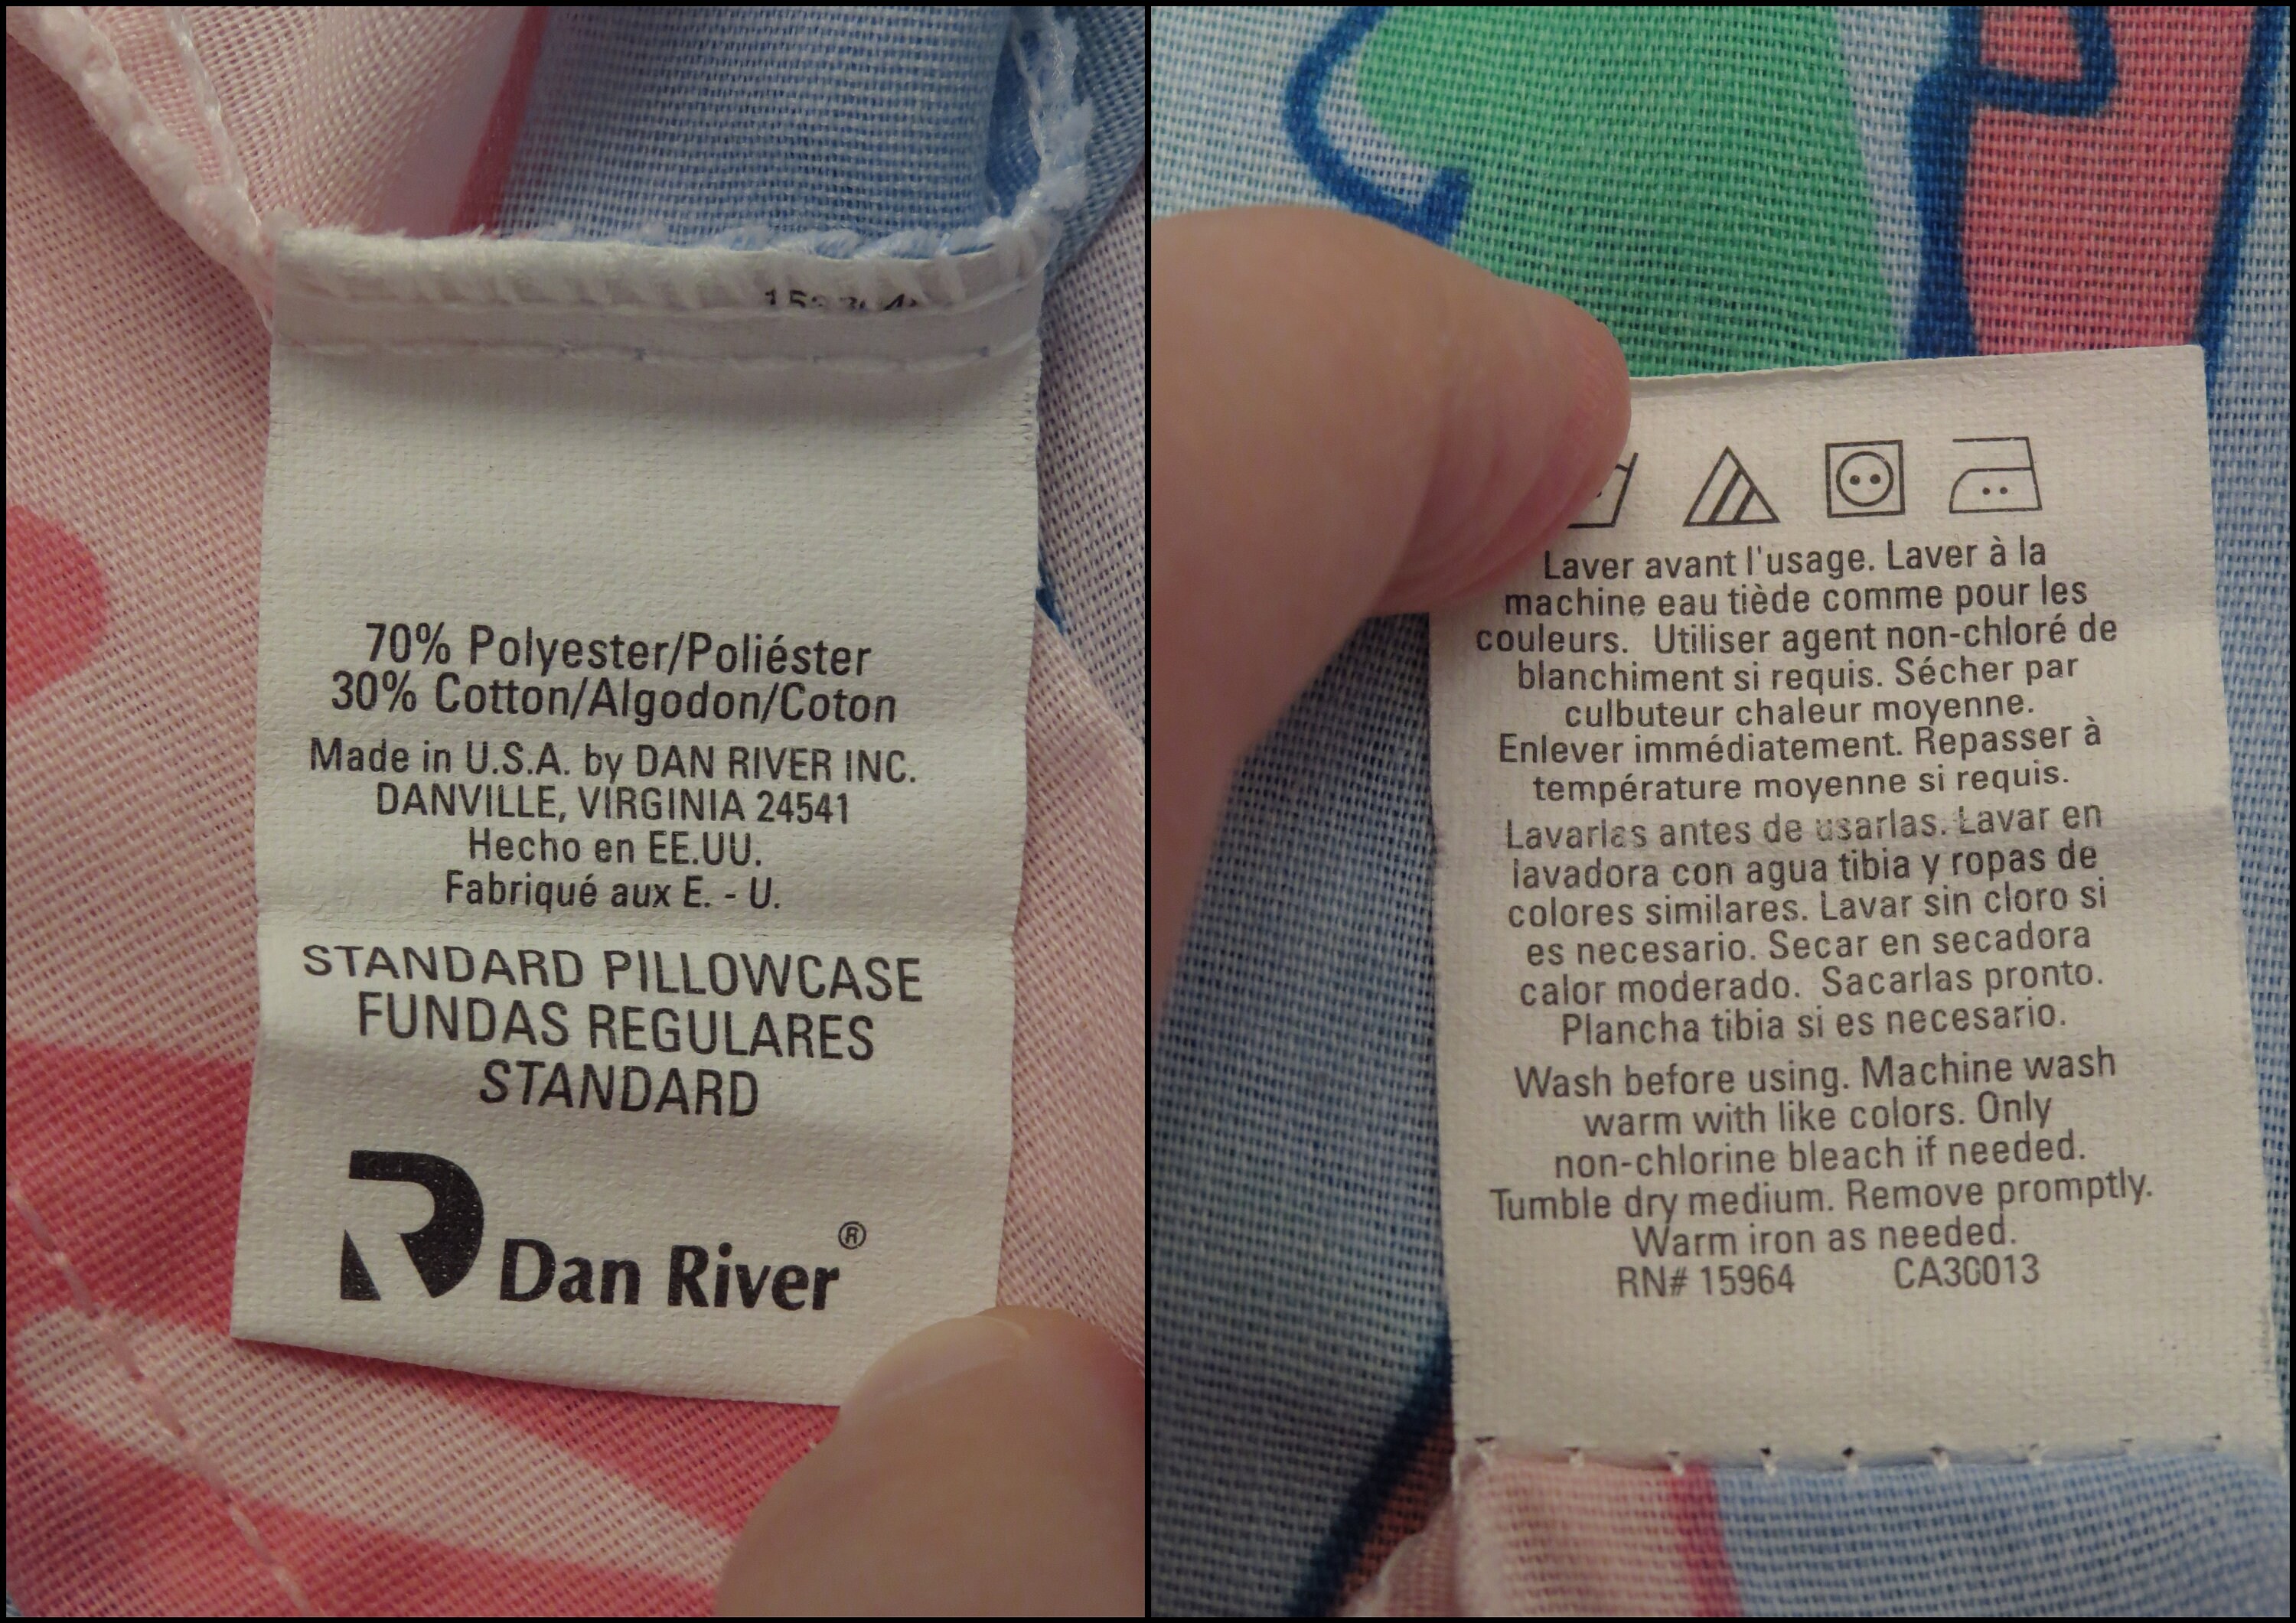 70% Polyester/Poliéster
30% Cotton/Algodon/Coton
Made in U.S.A. by DAN RIVER INC.
DANVILLE, VIRGINIA 24541
Hecho en EE.UU.
Fabriqué aux E. - U.
STANDARD PILLOWCASE
FUNDAS REGULARES
STANDARD
Dan River®
Laver avant l'usage. Laver à la
machine eau tiède comme pour les
couleurs. Utiliser agent non-chloré de
blanchiment si requis. Sécher par
culbuteur chaleur moyenne.
Enlever immédiatement. Repasser à
température moyenne si requis.
Lavarlas antes de usarlas. Lavar en
lavadora con agua tibia y ropas de
colores similares. Lavar sin cloro si
es necesario. Secar en secadora
calor moderado. Sacarlas pronto.
Plancha tibia si es necesario.
Wash before using. Machine wash
warm with like colors. Only
non-chlorine bleach if needed.
Tumble dry medium. Remove promptly.
Warm iron as needed.
RN# 15964 CA30013